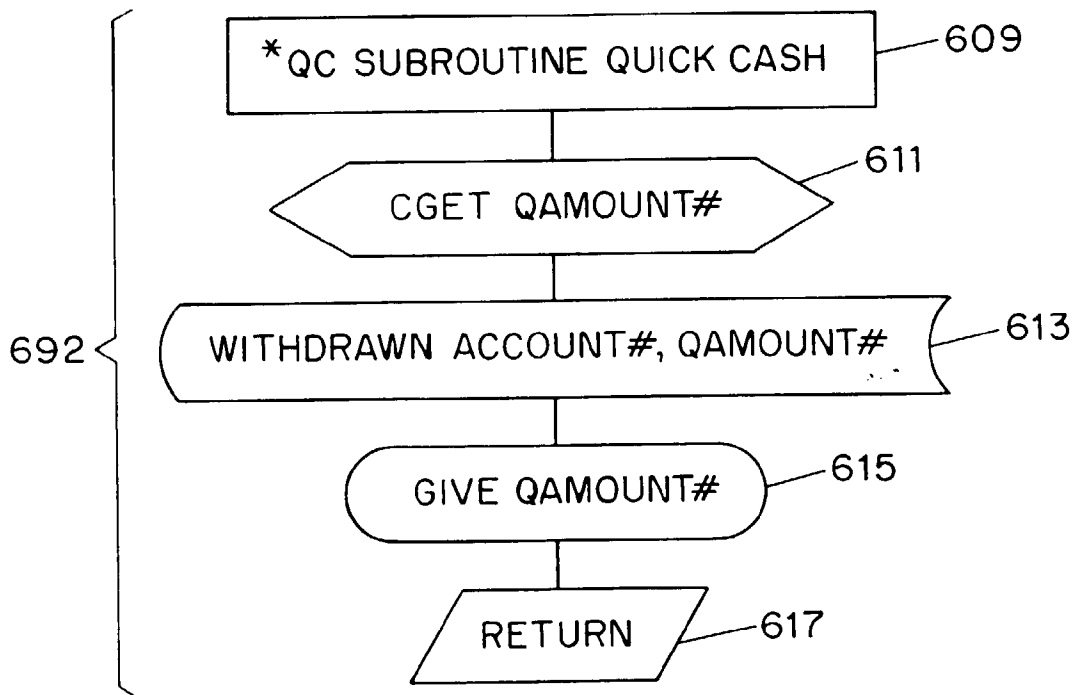 *QC SUBROUTINE QUICK CASH
609
CGET QAMOUNT#
611
692
WITHDRAWN ACCOUNT#, QAMOUNT#
613
GIVE QAMOUNT#
615
RETURN
617